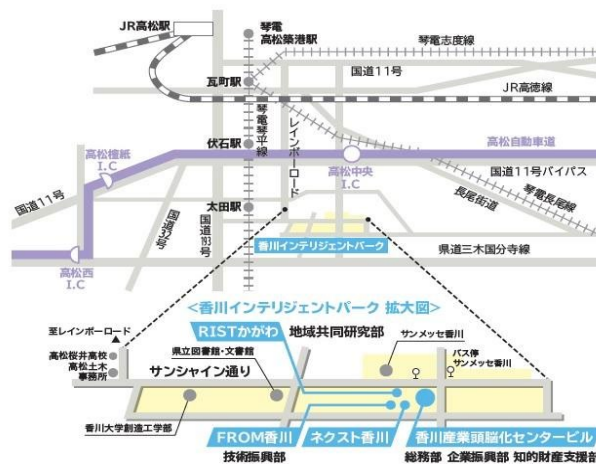 JR高松駅
琴電
高松築港駅
琴電志度線
国道11号
瓦町駅
JR高徳線
琴電琴平線
レインボーロード
伏石駅
高松自動車道
高松檀紙
I.C
高松中央
I.C
国道11号バイパス
国道11号
太田駅
長尾街道
琴電長尾線
国道32号
国道193号
香川インテリジェントパーク
県道三木国分寺線
高松西
I.C
<香川インテリジェントパーク 拡大図>
至レインボーロード
RISTかがわ 地域共同研究部
サンメッセ香川
高松桜井高校
高松土木
事務所
県立図書館・文書館
バス停
サンメッセ香川
サンシャイン通り
香川大学創造工学部
FROM香川
ネクスト香川
香川産業頭脳化センタービル
技術振興部
総務部 企業振興部 知的財産支援部